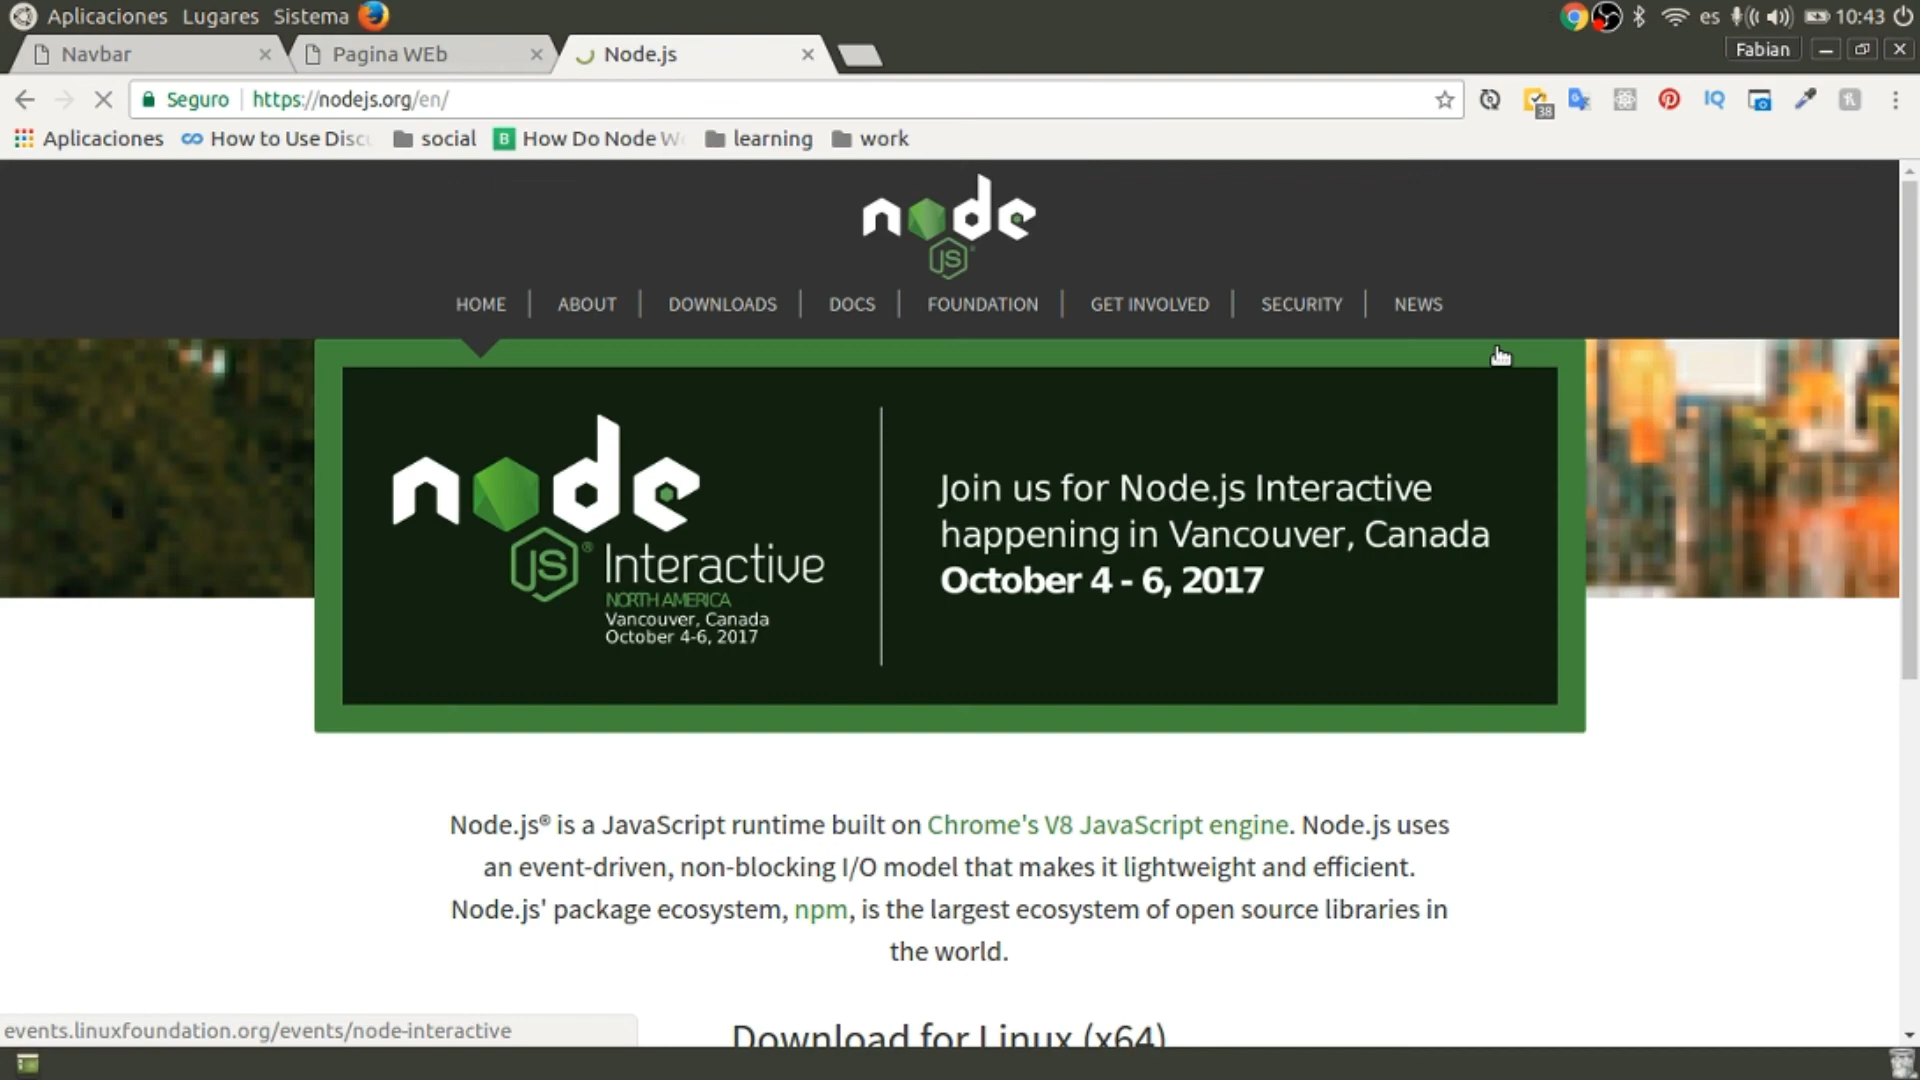 Aplicaciones Lugares Sistema
es 10:43
Navbar
Pagina WEb
Node.js
Fabian
Seguro https://nodejs.org/en/
38
IQ
Aplicaciones How to Use Discu social B How Do Node We learning work
node
JS
HOME ABOUT DOWNLOADS DOCS FOUNDATION GET INVOLVED SECURITY NEWS
node
JS® Interactive
NORTH AMERICA
Vancouver, Canada
October 4-6, 2017
Join us for Node.js Interactive
happening in Vancouver, Canada
October 4 - 6, 2017
Node.js® is a JavaScript runtime built on Chrome's V8 JavaScript engine. Node.js uses
an event-driven, non-blocking I/O model that makes it lightweight and efficient.
Node.js' package ecosystem, npm, is the largest ecosystem of open source libraries in
the world.
events.linuxfoundation.org/events/node-interactive
Download for Linux (x64)